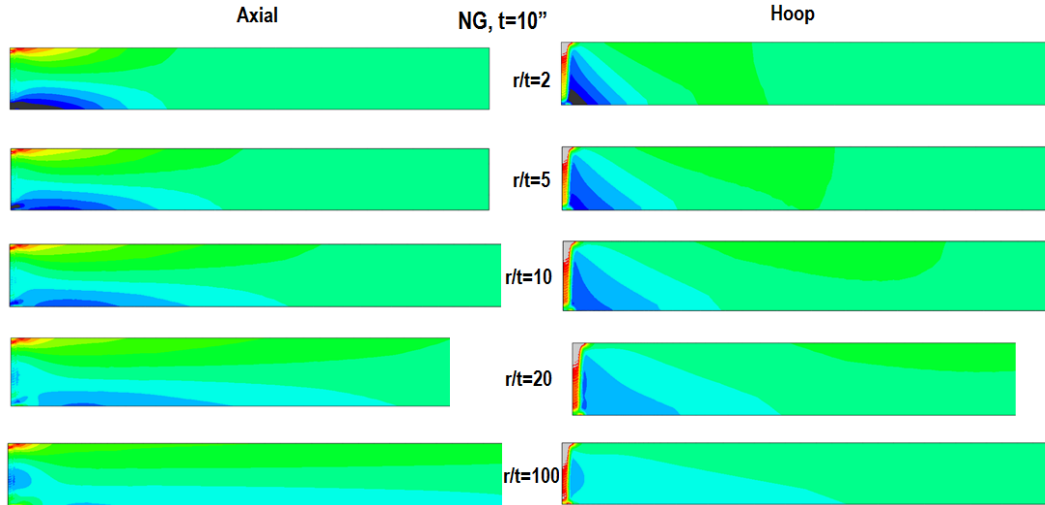 Axial
NG, t=10”
Hoop
r/t=2
r/t=5
r/t=10
r/t=20
r/t=100